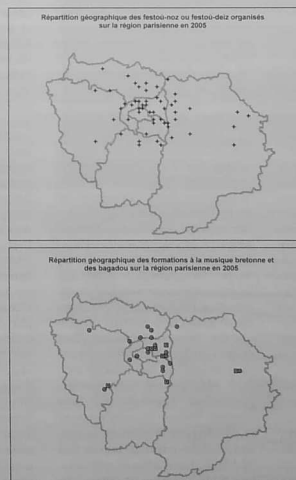 Répartition géographique des festoù-noz ou festoù-deiz organisés
sur la région parisienne en 2005
Répartition géographique des formations à la musique bretonne et
des bagadou sur la région parisienne en 2005